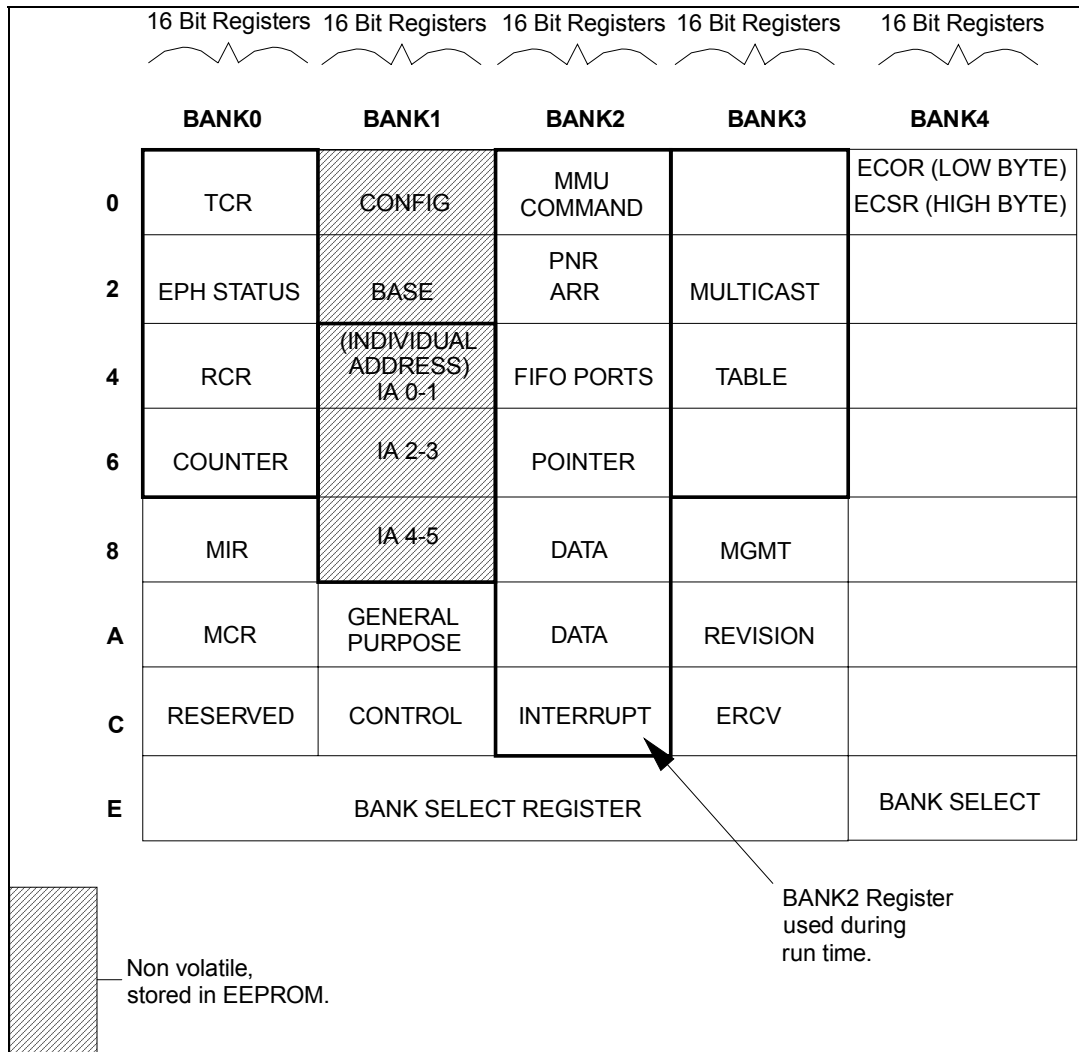 16 Bit Registers 16 Bit Registers 16 Bit Registers 16 Bit Registers 16 Bit Registers
BANK0 BANK1 BANK2 BANK3 BANK4
0 TCR CONFIG MMU COMMAND ECOR (LOW BYTE) ECSR (HIGH BYTE)
2 EPH STATUS BASE PNR ARR MULTICAST
4 RCR (INDIVIDUAL ADDRESS) IA 0-1 FIFO PORTS TABLE
6 COUNTER IA 2-3 POINTER
8 MIR IA 4-5 DATA MGMT
A MCR GENERAL PURPOSE DATA REVISION
C RESERVED CONTROL INTERRUPT ERCV
E BANK SELECT REGISTER BANK SELECT
BANK2 Register
used during
run time.
Non volatile,
stored in EEPROM.